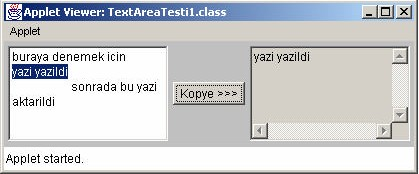 Applet Viewer: TextAreaTesti1.class
Applet
buraya denemek icin
yazi yazildi
sonrada bu yazi
aktarildi
Kopye >>>
yazi yazildi
Applet started.